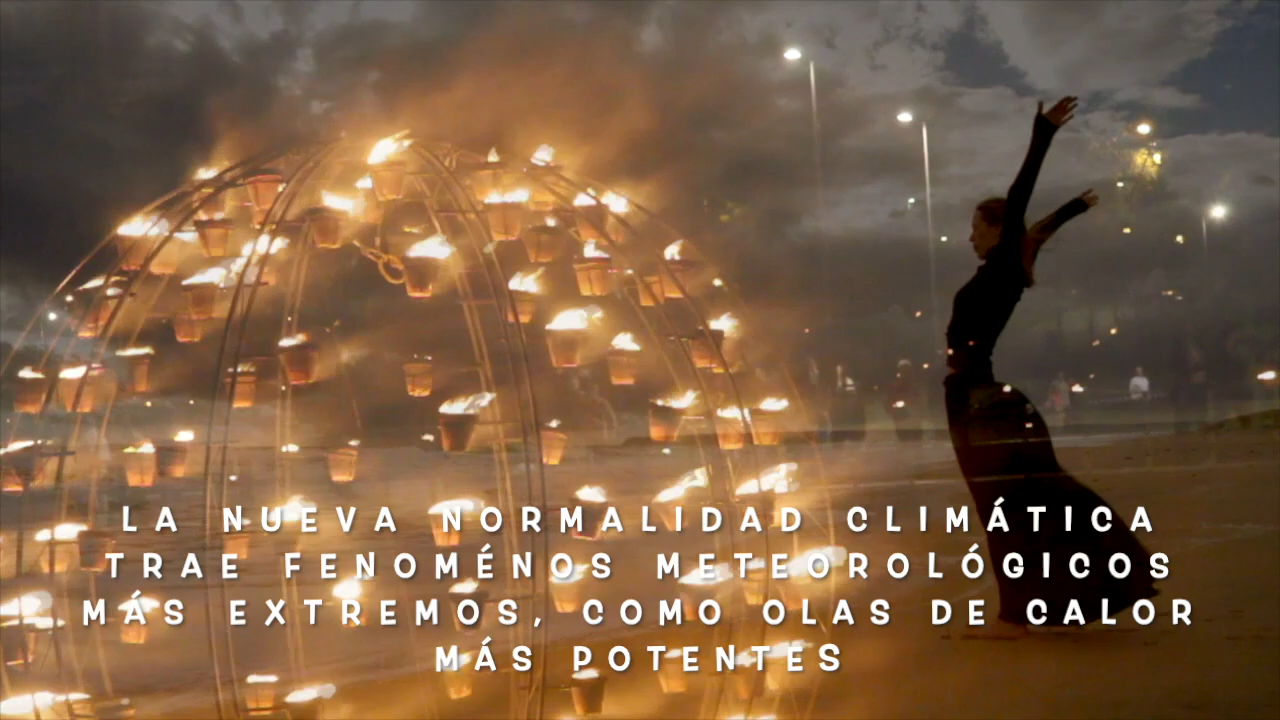 LA NUEVA NORMALIDAD CLIMÁTICA
TRAE FENOMÉNOS METEOROLÓGICOS
MÁS EXTREMOS, COMO OLAS DE CALOR
MÁS POTENTES